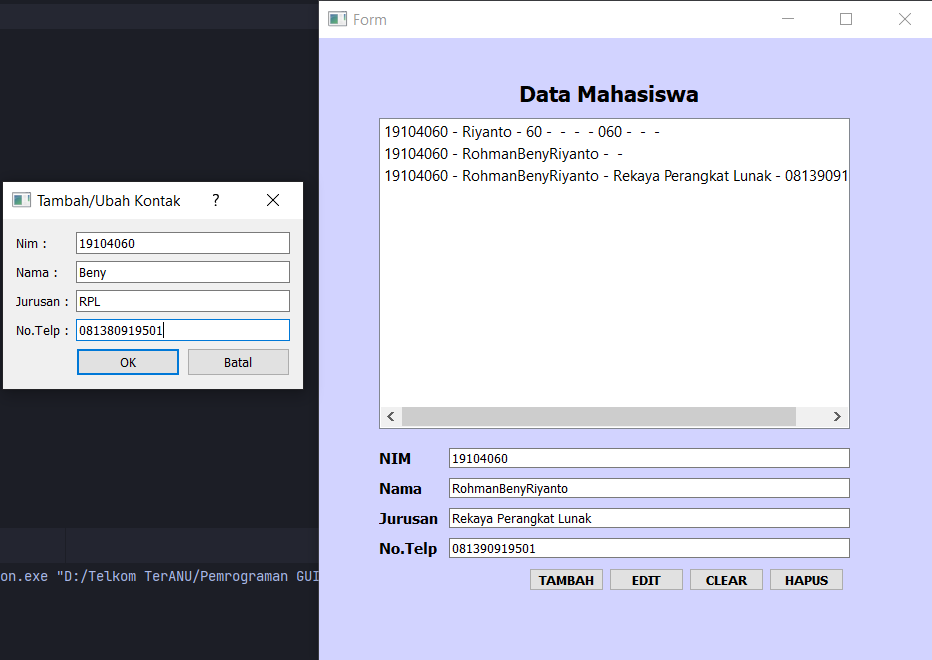 Form
Data Mahasiswa
19104060 - Riyanto - 60 - - - - 060 - - -
19104060 - RohmanBenyRiyanto - -
19104060 - RohmanBenyRiyanto - Rekaya Perangkat Lunak - 08139091
NIM 19104060
Nama RohmanBenyRiyanto
Jurusan Rekaya Perangkat Lunak
No.Telp 081390919501
TAMBAH EDIT CLEAR HAPUS
Tambah/Ubah Kontak ?
Nim : 19104060
Nama : Beny
Jurusan : RPL
No.Telp : 081380919501
OK Batal
on.exe "D:/Telkom TerANU/Pemrograman GUI